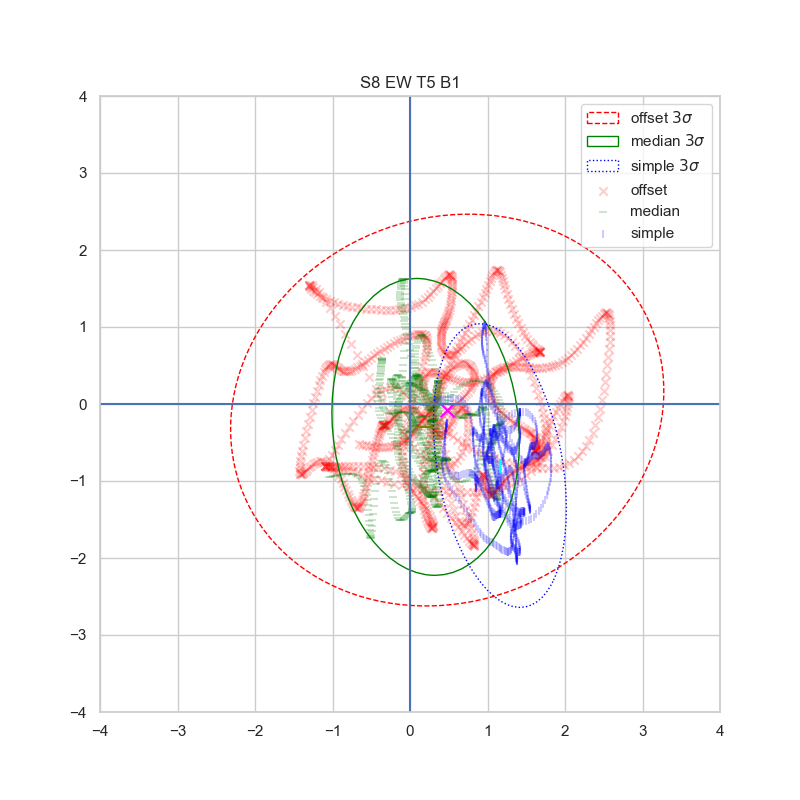 S8 EW T5 B1
offset 3σ
median 3σ
simple 3σ
offset
median
simple
4
3
2
1
0
−1
−2
−3
−4
−4 −3 −2 −1 0 1 2 3 4